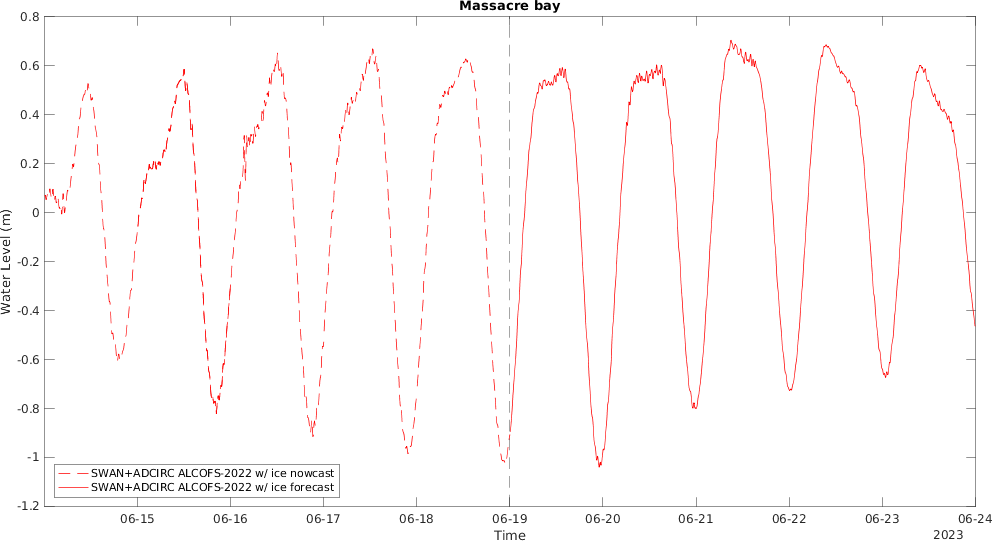 Massacre bay
0.8
0.6
0.4
0.2
0
-0.2
-0.4
-0.6
-0.8
-1
-1.2
Water Level (m)
SWAN+ADCIRC ALCOFS-2022 w/ ice nowcast
SWAN+ADCIRC ALCOFS-2022 w/ ice forecast
06-15 06-16 06-17 06-18 06-19 06-20 06-21 06-22 06-23 06-24
Time
2023